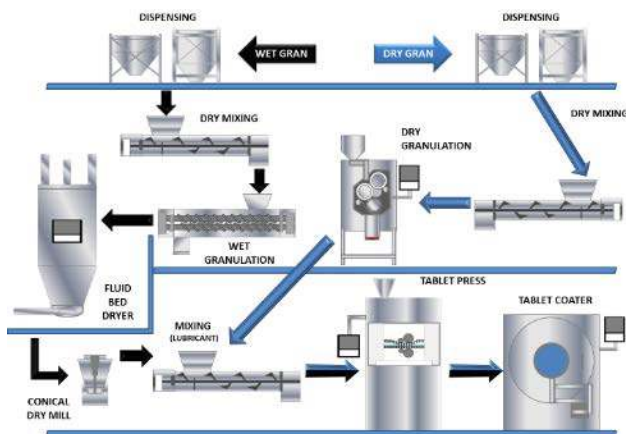 DISPENSING
DISPENSING
WET GRAN
DRY GRAN
DRY MIXING
DRY MIXING
DRY
GRANULATION
WET
GRANULATION
FLUID
BED
DRYER
TABLET PRESS
TABLET COATER
MIXING
(LUBRICANT)
CONICAL
DRY MILL